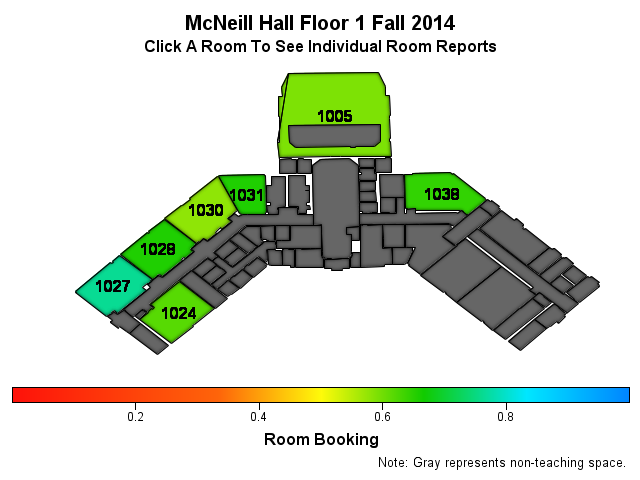 McNeill Hall Floor 1 Fall 2014
Click A Room To See Individual Room Reports
1005
1031
1038
1030
1028
1027
1024
0.2 0.4 0.6 0.8
Room Booking
Note: Gray represents non-teaching space.